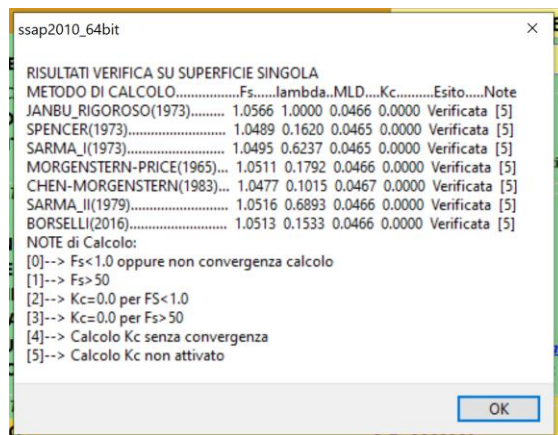 ssap2010_64bit
RISULTATI VERIFICA SU SUPERFICIE SINGOLA
METODO DI CALCOLO.................Fs......lambda..MLD....Kc..........Esito.....Note
JANBU_RIGOROSO(1973)......... 1.0566 1.0000 0.0466 0.0000 Verificata [5]
SPENCER(1973)........................ 1.0489 0.1620 0.0465 0.0000 Verificata [5]
SARMA_I(1973)....................... 1.0495 0.6237 0.0465 0.0000 Verificata [5]
MORGENSTERN-PRICE(1965)... 1.0511 0.1792 0.0466 0.0000 Verificata [5]
CHEN-MORGENSTERN(1983)... 1.0477 0.1015 0.0467 0.0000 Verificata [5]
SARMA_II(1979)...................... 1.0516 0.6893 0.0466 0.0000 Verificata [5]
BORSELLI(2016)....................... 1.0513 0.1533 0.0466 0.0000 Verificata [5]
NOTE di Calcolo:
[0]--> Fs<1.0 oppure non convergenza calcolo
[1]--> Fs>50
[2]--> Kc=0.0 per FS<1.0
[3]--> Kc=0.0 per Fs>50
[4]--> Calcolo Kc senza convergenza
[5]--> Calcolo Kc non attivato
OK